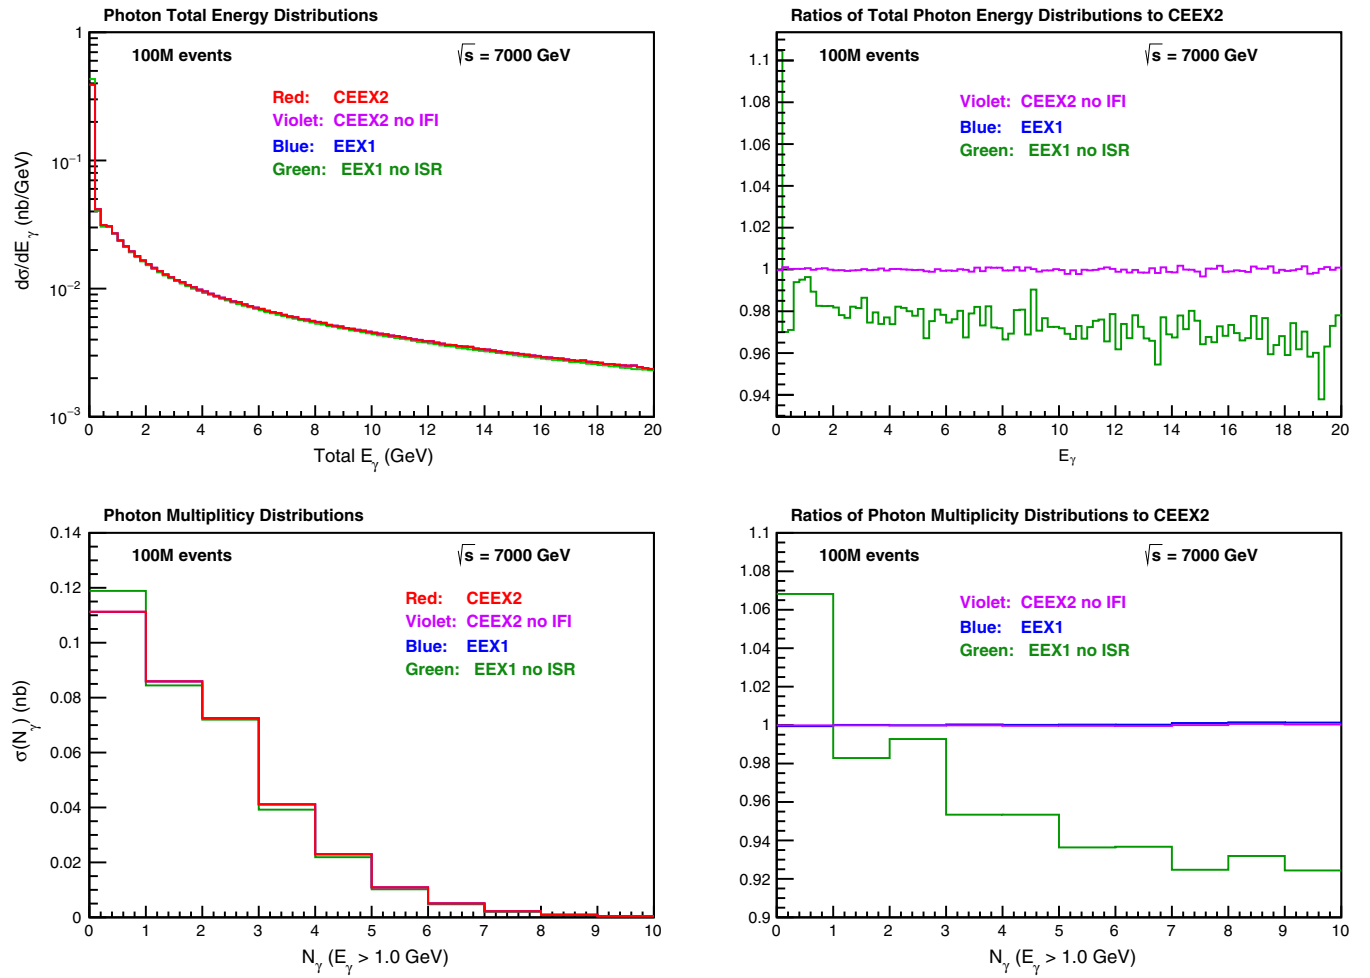 Photon Total Energy Distributions
1
100M events
√s = 7000 GeV
Red: CEEX2
Violet: CEEX2 no IFI
Blue: EEX1
Green: EEX1 no ISR
10⁻¹
10⁻²
10⁻³
dσ/dE_γ (nb/GeV)
0 2 4 6 8 10 12 14 16 18 20
Total E_γ (GeV)
Ratios of Total Photon Energy Distributions to CEEX2
100M events
√s = 7000 GeV
Violet: CEEX2 no IFI
Blue: EEX1
Green: EEX1 no ISR
1.1
1.08
1.06
1.04
1.02
1
0.98
0.96
0.94
0 2 4 6 8 10 12 14 16 18 20
E_γ
Photon Multipliticy Distributions
100M events
√s = 7000 GeV
Red: CEEX2
Violet: CEEX2 no IFI
Blue: EEX1
Green: EEX1 no ISR
0.14
0.12
0.1
0.08
0.06
0.04
0.02
0
σ(N_γ) (nb)
0 1 2 3 4 5 6 7 8 9 10
N_γ (E_γ > 1.0 GeV)
Ratios of Photon Multiplicity Distributions to CEEX2
100M events
√s = 7000 GeV
Violet: CEEX2 no IFI
Blue: EEX1
Green: EEX1 no ISR
1.1
1.08
1.06
1.04
1.02
1
0.98
0.96
0.94
0.92
0.9
0 1 2 3 4 5 6 7 8 9 10
N_γ (E_γ > 1.0 GeV)